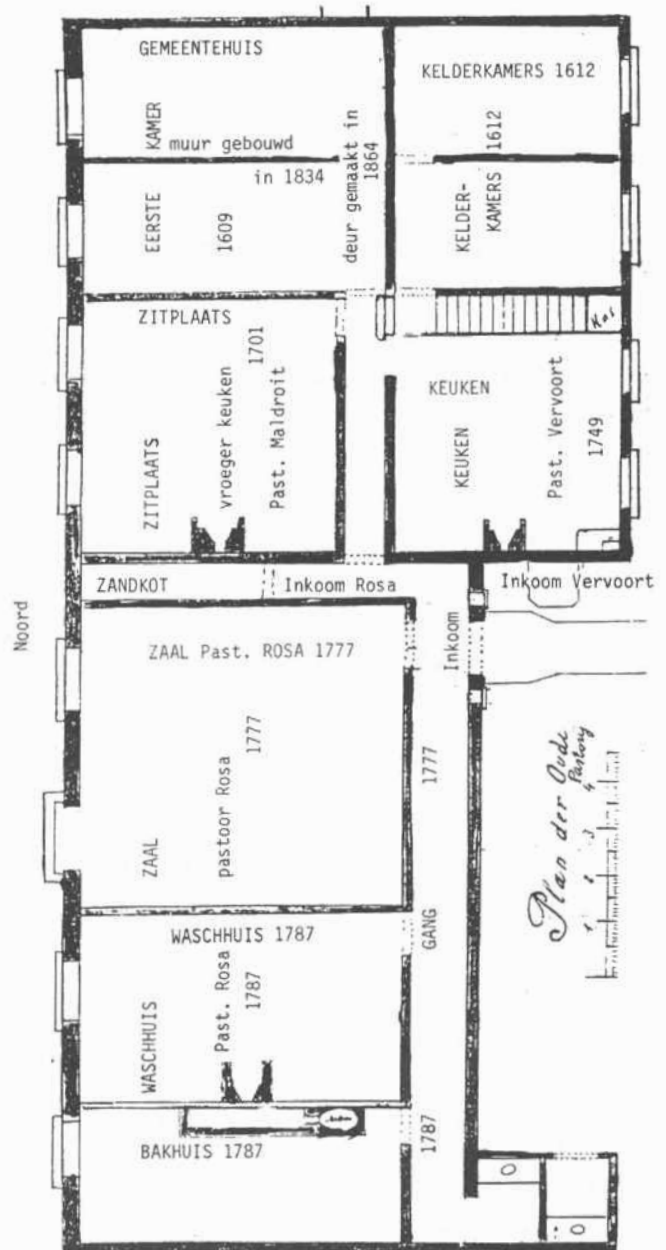 GEMEENTEHUIS
KAMER
muur gebouwd
in 1834
EERSTE
1609
deur gemaakt in
1864
KELDERKAMERS 1612
1612
KELDER-
KAMERS
ZITPLAATS
ZITPLAATS
vroeger keuken
1701
Past. Maldroit
Kas
KEUKEN
KEUKEN
Past. Vervoort
1749
ZANDKOT
Inkoom Rosa
Inkoom
Inkoom Vervoort
Noord
ZAAL Past. ROSA 1777
ZAAL
pastoor Rosa
1777
1777
GANG
1787
Plan der Oude
Pastory
1
2
3
4
WASCHHUIS 1787
WASCHHUIS
Past. Rosa
1787
BAKHUIS 1787